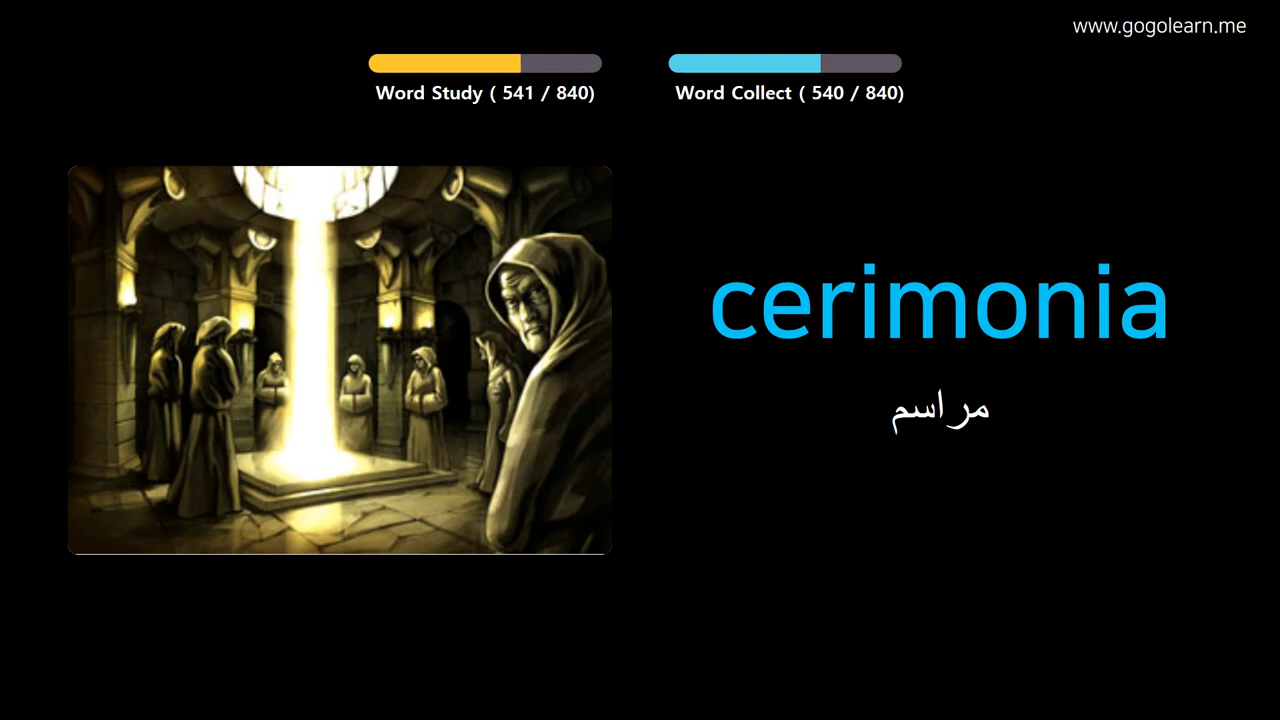 www.gogolearn.me
Word Study ( 541 / 840)
Word Collect ( 540 / 840)
cerimonia
مراسم